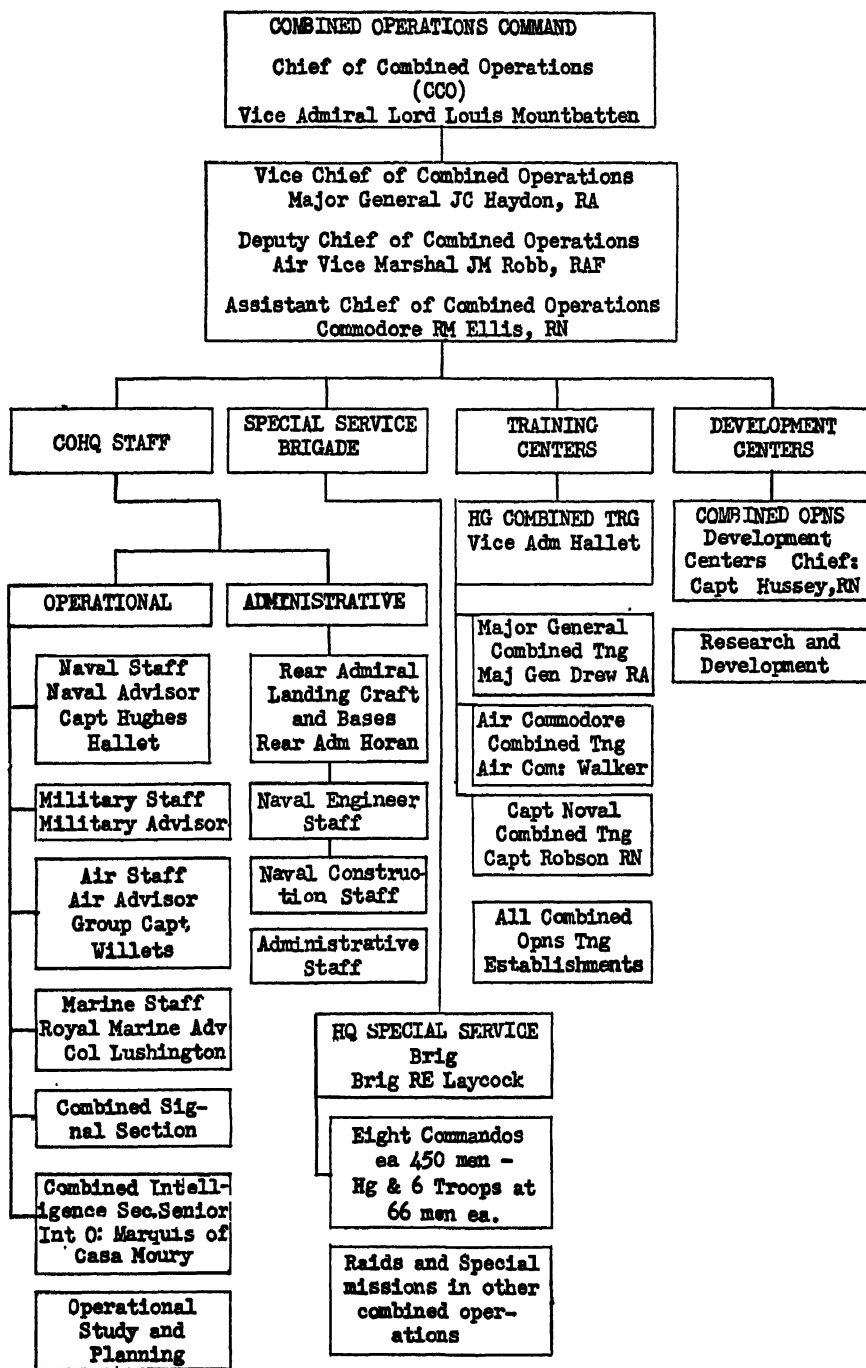 COMBINED OPERATIONS COMMAND
Chief of Combined Operations
(CCO)
Vice Admiral Lord Louis Mountbatten
Vice Chief of Combined Operations
Major General JC Haydon, RA
Deputy Chief of Combined Operations
Air Vice Marshal JM Robb, RAF
Assistant Chief of Combined Operations
Commodore RM Ellis, RN
COHQ STAFF
SPECIAL SERVICE
BRIGADE
TRAINING
CENTERS
DEVELOPMENT
CENTERS
OPERATIONAL
Naval Staff
Naval Advisor
Capt Hughes
Hallet
Military Staff
Military Advisor
Air Staff
Air Advisor
Group Capt
Willets
Marine Staff
Royal Marine Adv
Col Lushington
Combined Sig-
nal Section
Combined Intell-
igence Sec.Senior
Int O: Marquis of
Casa Moury
Operational
Study and
Planning
ADMINISTRATIVE
Rear Admiral
Landing Craft
and Bases
Rear Adm Horan
Naval Engineer
Staff
Naval Construc-
tion Staff
Administrative
Staff
HQ SPECIAL SERVICE
Brig
Brig RE Laycock
Eight Commandos
ea 450 men -
Hg & 6 Troops at
66 men ea.
Raids and Special
missions in other
combined oper-
ations
HG COMBINED TRG
Vice Adm Hallet
Major General
Combined Tng
Maj Gen Drew RA
Air Commodore
Combined Tng
Air Com: Walker
Capt Noval
Combined Tng
Capt Robson RN
All Combined
Opns Tng
Establishments
COMBINED OPNS
Development
Centers Chief:
Capt Hussey,RN
Research and
Development